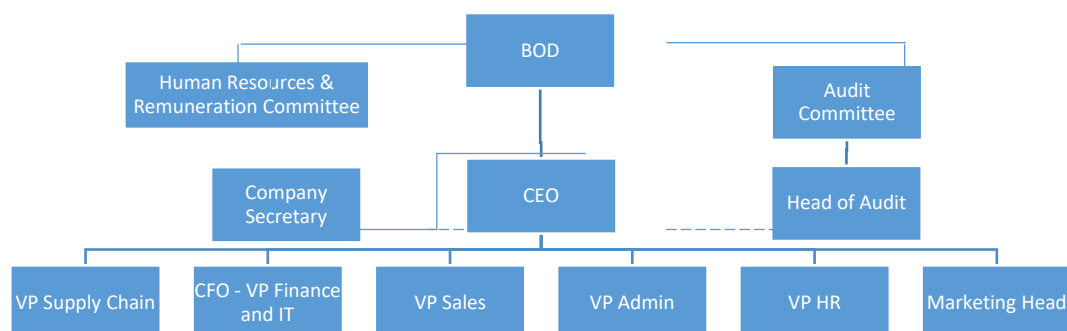 BOD
Human Resources &
Remuneration Committee
Audit
Committee
Company
Secretary
CEO
Head of Audit
VP Supply Chain
CFO - VP Finance
and IT
VP Sales
VP Admin
VP HR
Marketing Head